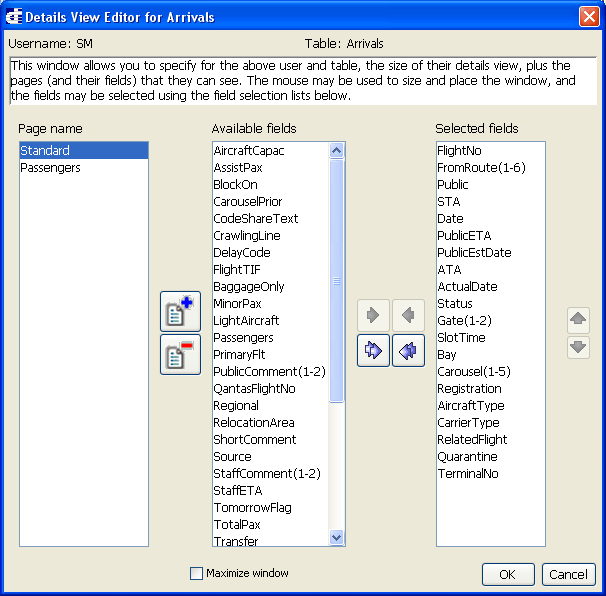 Details View Editor for Arrivals
Username: SM
Table: Arrivals
This window allows you to specify for the above user and table, the size of their details view, plus the
pages (and their fields) that they can see. The mouse may be used to size and place the window, and
the fields may be selected using the field selection lists below.
Page name
Standard
Passengers
Available fields
AircraftCapac
AssistPax
BlockOn
CarouselPrior
CodeShareText
CrawlingLine
DelayCode
FlightTIF
BaggageOnly
MinorPax
LightAircraft
Passengers
PrimaryFlt
PublicComment(1-2)
QantasFlightNo
Regional
RelocationArea
ShortComment
Source
StaffComment(1-2)
StaffETA
TomorrowFlag
TotalPax
Transfer
Selected fields
FlightNo
FromRoute(1-6)
Public
STA
Date
PublicETA
PublicEstDate
ATA
ActualDate
Status
Gate(1-2)
SlotTime
Bay
Carousel(1-5)
Registration
AircraftType
CarrierType
RelatedFlight
Quarantine
TerminalNo
Maximize window
OK
Cancel